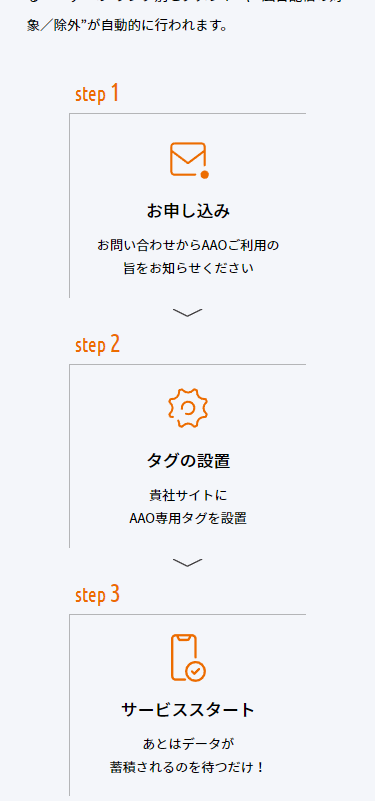 象／除外”が自動的に行われます。
step 1
お申し込み
お問い合わせからAAOご利用の
旨をお知らせください
step 2
タグの設置
貴社サイトに
AAO専用タグを設置
step 3
サービススタート
あとはデータが
蓄積されるのを待つだけ！